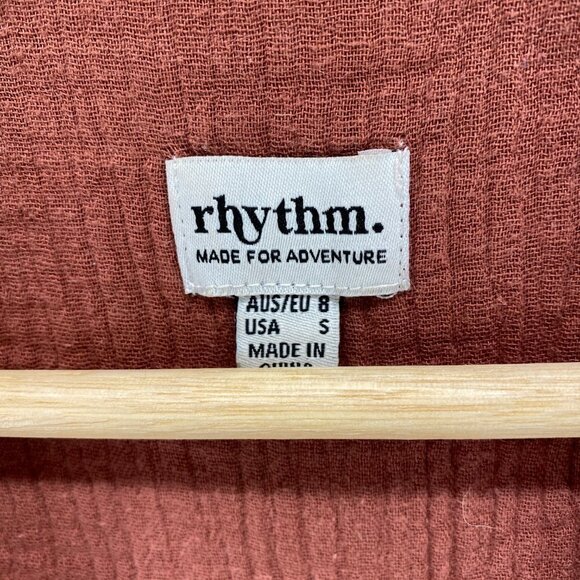 rhythm.
MADE FOR ADVENTURE
AUS/EU 8
USA S
MADE IN